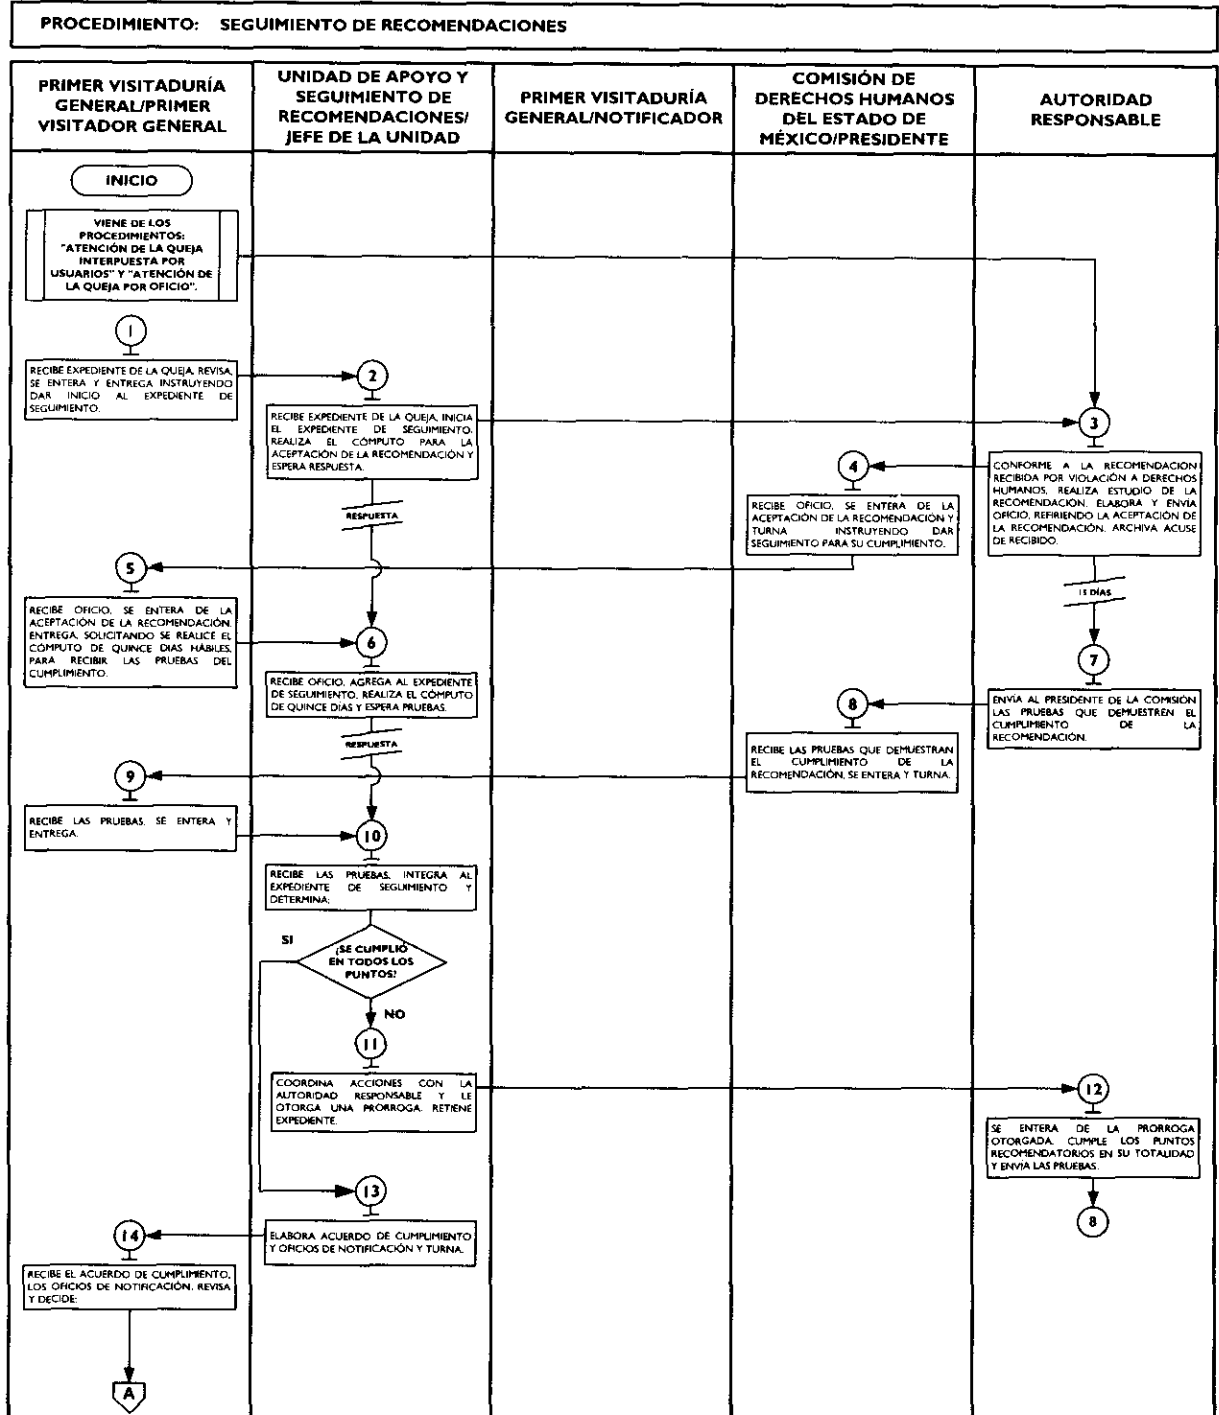 PROCEDIMIENTO: SEGUIMIENTO DE RECOMENDACIONES
PRIMER VISITADURÍA
GENERAL/PRIMER
VISITADOR GENERAL
UNIDAD DE APOYO Y
SEGUIMIENTO DE
RECOMENDACIONES/
JEFE DE LA UNIDAD
PRIMER VISITADURÍA
GENERAL/NOTIFICADOR
COMISIÓN DE
DERECHOS HUMANOS
DEL ESTADO DE
MÉXICO/PRESIDENTE
AUTORIDAD
RESPONSABLE
INICIO
VIENE DE LOS
PROCEDIMIENTOS:
"ATENCIÓN DE LA QUEJA
INTERPUESTA POR
USUARIOS" Y "ATENCIÓN DE
LA QUEJA POR OFICIO".
1
RECIBE EXPEDIENTE DE LA QUEJA, REVISA,
SE ENTERA Y ENTREGA INSTRUYENDO
DAR INICIO AL EXPEDIENTE DE
SEGUIMIENTO.
2
RECIBE EXPEDIENTE DE LA QUEJA, INICIA
EL EXPEDIENTE DE SEGUIMIENTO,
REALIZA EL CÓMPUTO PARA LA
ACEPTACIÓN DE LA RECOMENDACIÓN Y
ESPERA RESPUESTA.
RESPUESTA
3
CONFORME A LA RECOMENDACION
RECIBIDA POR VIOLACIÓN A DERECHOS
HUMANOS, REALIZA ESTUDIO DE LA
RECOMENDACIÓN. ELABORA Y ENVÍA
OFICIO, REFIRIENDO LA ACEPTACIÓN DE
LA RECOMENDACIÓN. ARCHIVA ACUSE
DE RECIBIDO.
15 DÍAS
4
RECIBE OFICIO, SE ENTERA DE LA
ACEPTACIÓN DE LA RECOMENDACIÓN Y
TURNA INSTRUYENDO DAR
SEGUIMIENTO PARA SU CUMPLIMIENTO.
5
RECIBE OFICIO, SE ENTERA DE LA
ACEPTACIÓN DE LA RECOMENDACIÓN.
ENTREGA, SOLICITANDO SE REALICE EL
CÓMPUTO DE QUINCE DIAS HÁBILES,
PARA RECIBIR LAS PRUEBAS DEL
CUMPLIMIENTO.
6
RECIBE OFICIO, AGREGA AL EXPEDIENTE
DE SEGUIMIENTO, REALIZA EL CÓMPUTO
DE QUINCE DÍAS Y ESPERA PRUEBAS.
RESPUESTA
7
ENVÍA AL PRESIDENTE DE LA COMISIÓN
LAS PRUEBAS QUE DEMUESTREN EL
CUMPLIMIENTO DE LA
RECOMENDACIÓN.
8
RECIBE LAS PRUEBAS QUE DEMUESTRAN
EL CUMPLIMIENTO DE LA
RECOMENDACIÓN, SE ENTERA Y TURNA.
9
RECIBE LAS PRUEBAS, SE ENTERA Y
ENTREGA.
10
RECIBE LAS PRUEBAS, INTEGRA AL
EXPEDIENTE DE SEGUIMIENTO Y
DETERMINA:
¿SE CUMPLIÓ
EN TODOS LOS
PUNTOS?
SI
NO
11
COORDINA ACCIONES CON LA
AUTORIDAD RESPONSABLE Y LE
OTORGA UNA PRORROGA. RETIENE
EXPEDIENTE.
12
SE ENTERA DE LA PRORROGA
OTORGADA, CUMPLE LOS PUNTOS
RECOMENDATORIOS EN SU TOTALIDAD
Y ENVÍA LAS PRUEBAS.
8
13
ELABORA ACUERDO DE CUMPLIMIENTO
Y OFICIOS DE NOTIFICACIÓN Y TURNA.
14
RECIBE EL ACUERDO DE CUMPLIMIENTO,
LOS OFICIOS DE NOTIFICACIÓN, REVISA
Y DECIDE:
A